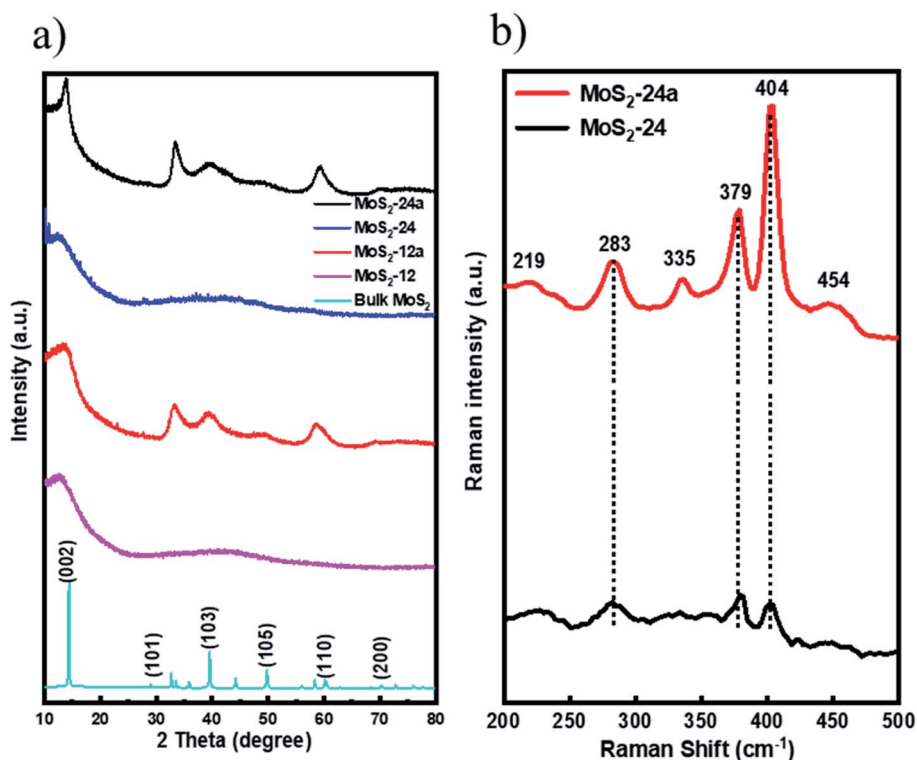 a)
MoS₂-24a
MoS₂-24
MoS₂-12a
MoS₂-12
Bulk MoS₂
(002)
(101)
(103)
(105)
(110)
(200)
Intensity (a.u.)
10 20 30 40 50 60 70 80
2 Theta (degree)
b)
MoS₂-24a
MoS₂-24
404
379
219
283
335
454
Raman intensity (a.u.)
200 250 300 350 400 450 500
Raman Shift (cm⁻¹)